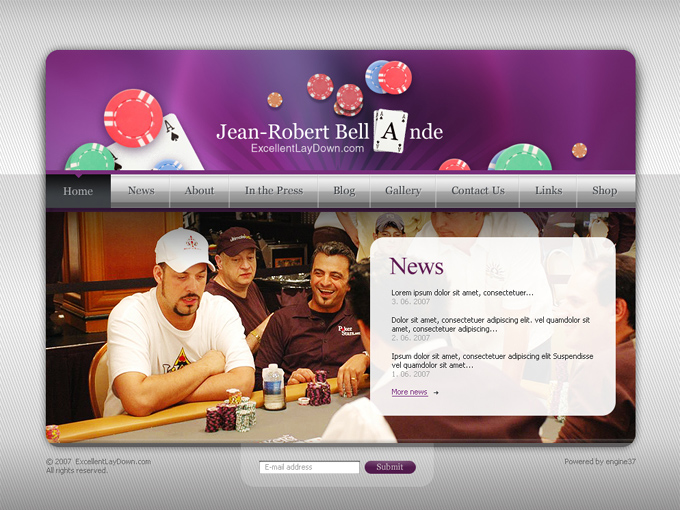 Jean-Robert Bell A nde
ExcellentLayDown.com
Home News About In the Press Blog Gallery Contact Us Links Shop
News
Lorem ipsum dolor sit amet, consectetuer...
3. 06. 2007
Dolor sit amet, consectetuer adipiscing elit. vel quamdolor sit
amet, consectetuer adipiscing...
2. 06. 2007
Ipsum dolor sit amet, consectetuer adipiscing elit Suspendisse
vel quamdolor sit amet...
1. 06. 2007
More news
Poker
Stars.com
© 2007 ExcellentLayDown.com
All rights reserved.
E-mail address
Submit
Powered by engine37